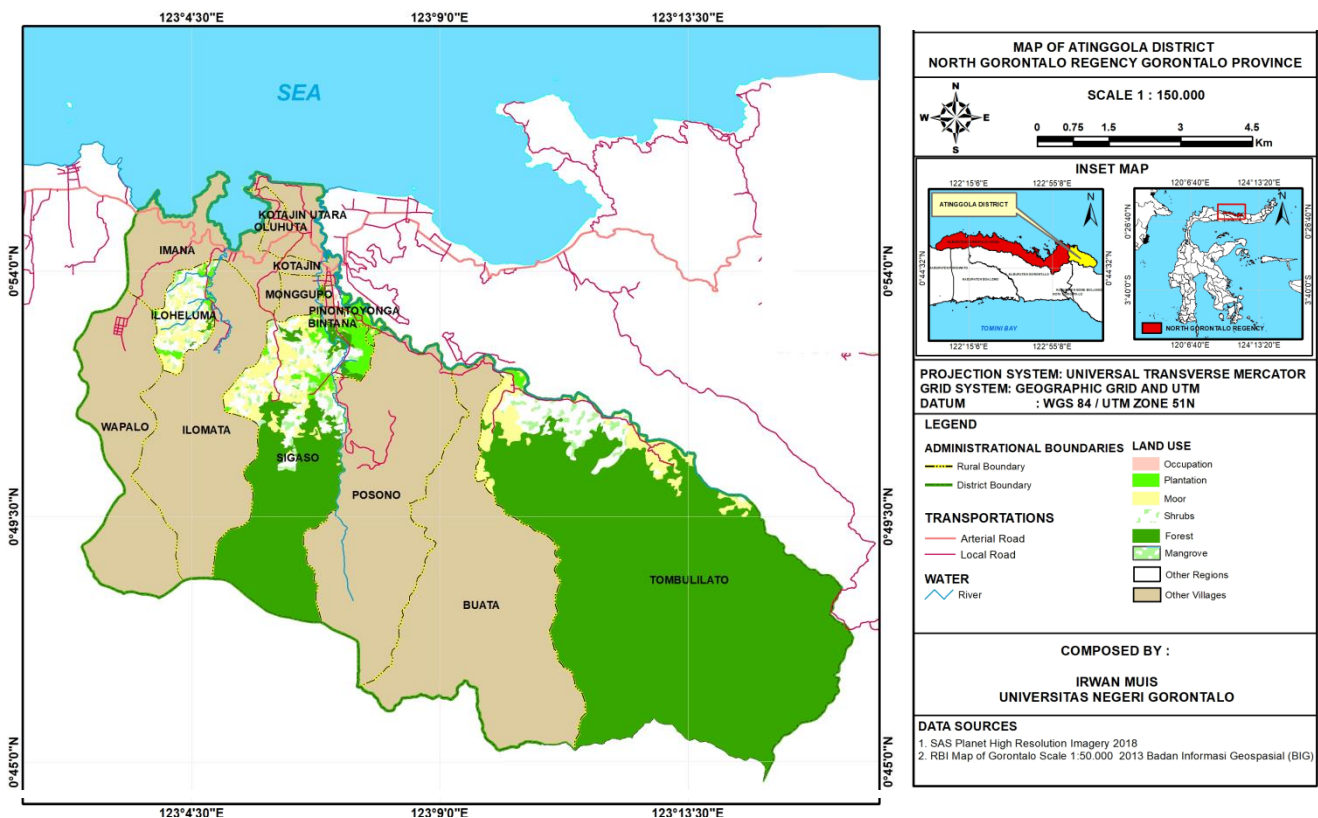 123°4'30"E
123°9'0"E
123°13'30"E
SEA
KOTAJIN UTARA
OLUHUTA
IMANA
KOTAJIN
MONGGUPO
PINONTOYONGA
BINTANA
ILOHELUMA
WAPALO
ILOMATA
SIGASO
POSONO
BUATA
TOMBULILATO
0°54'0"N
0°49'30"N
0°45'0"N
0°54'0"N
0°49'30"N
0°45'0"N
123°4'30"E
123°9'0"E
123°13'30"E
MAP OF ATINGGOLA DISTRICT
NORTH GORONTALO REGENCY GORONTALO PROVINCE
N
W
E
S
SCALE 1 : 150.000
0 0.75 1.5 3 4.5
Km
INSET MAP
122°15'6"E
122°55'8"E
ATINGGOLA DISTRICT
N
0°44'32"N
0°44'32"N
TOMINI BAY
122°15'6"E
122°55'8"E
120°6'40"E
124°13'20"E
N
0°26'40"N
0°26'40"N
3°40'0"S
3°40'0"S
NORTH GORONTALO REGENCY
120°6'40"E
124°13'20"E
PROJECTION SYSTEM: UNIVERSAL TRANSVERSE MERCATOR
GRID SYSTEM: GEOGRAPHIC GRID AND UTM
DATUM : WGS 84 / UTM ZONE 51N
LEGEND
ADMINISTRATIONAL BOUNDARIES
Rural Boundary
District Boundary
TRANSPORTATIONS
Arterial Road
Local Road
WATER
River
LAND USE
Occupation
Plantation
Moor
Shrubs
Forest
Mangrove
Other Regions
Other Villages
COMPOSED BY :
IRWAN MUIS
UNIVERSITAS NEGERI GORONTALO
DATA SOURCES
1. SAS Planet High Resolution Imagery 2018
2. RBI Map of Gorontalo Scale 1:50.000 2013 Badan Informasi Geospasial (BIG)